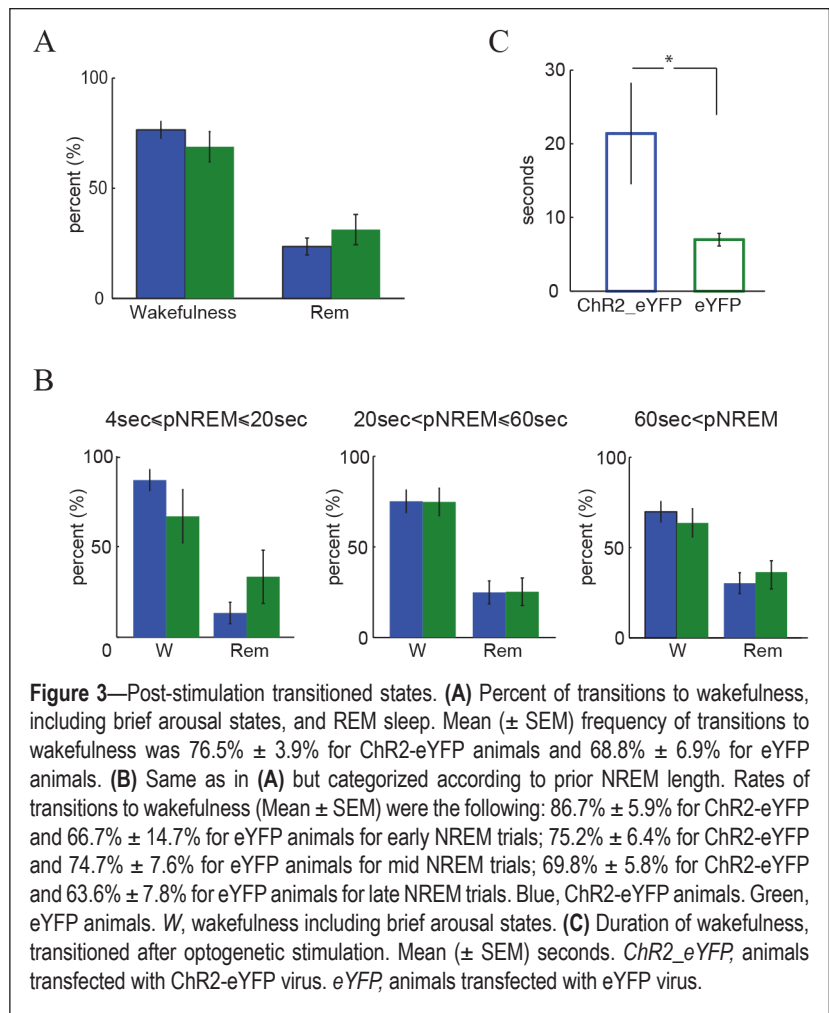 A
100
50
0
percent (%)
Wakefulness Rem
C
*
30
20
10
0
seconds
ChR2_eYFP eYFP
B
4sec≤pNREM≤20sec
100
50
0
percent (%)
W Rem
20sec<pNREM≤60sec
100
50
0
percent (%)
W Rem
60sec<pNREM
100
50
0
percent (%)
W Rem
Figure 3—Post-stimulation transitioned states. (A) Percent of transitions to wakefulness,
including brief arousal states, and REM sleep. Mean (± SEM) frequency of transitions to
wakefulness was 76.5% ± 3.9% for ChR2-eYFP animals and 68.8% ± 6.9% for eYFP
animals. (B) Same as in (A) but categorized according to prior NREM length. Rates of
transitions to wakefulness (Mean ± SEM) were the following: 86.7% ± 5.9% for ChR2-eYFP
and 66.7% ± 14.7% for eYFP animals for early NREM trials; 75.2% ± 6.4% for ChR2-eYFP
and 74.7% ± 7.6% for eYFP animals for mid NREM trials; 69.8% ± 5.8% for ChR2-eYFP
and 63.6% ± 7.8% for eYFP animals for late NREM trials. Blue, ChR2-eYFP animals. Green,
eYFP animals. W, wakefulness including brief arousal states. (C) Duration of wakefulness,
transitioned after optogenetic stimulation. Mean (± SEM) seconds. ChR2_eYFP, animals
transfected with ChR2-eYFP virus. eYFP, animals transfected with eYFP virus.